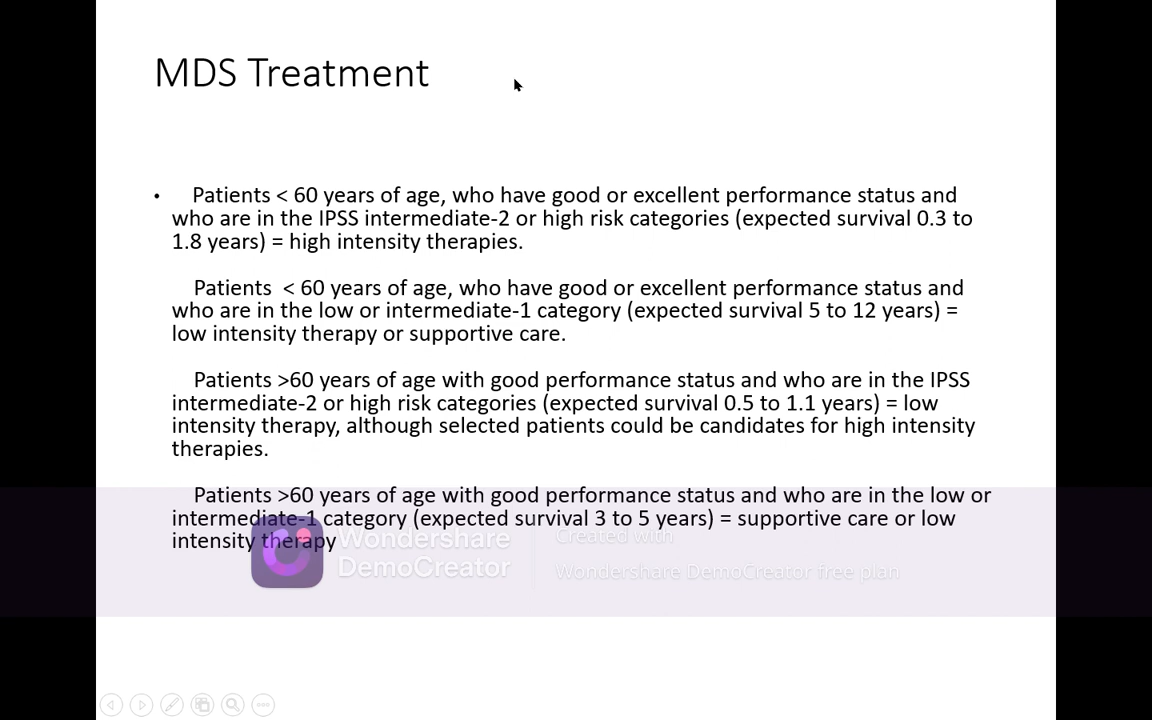 MDS Treatment
• Patients < 60 years of age, who have good or excellent performance status and
who are in the IPSS intermediate-2 or high risk categories (expected survival 0.3 to
1.8 years) = high intensity therapies.
Patients < 60 years of age, who have good or excellent performance status and
who are in the low or intermediate-1 category (expected survival 5 to 12 years) =
low intensity therapy or supportive care.
Patients >60 years of age with good performance status and who are in the IPSS
intermediate-2 or high risk categories (expected survival 0.5 to 1.1 years) = low
intensity therapy, although selected patients could be candidates for high intensity
therapies.
Patients >60 years of age with good performance status and who are in the low or
intermediate-1 category (expected survival 3 to 5 years) = supportive care or low
intensity therapy
Wondershare
DemoCreator
Created with
Wondershare DemoCreator free plan